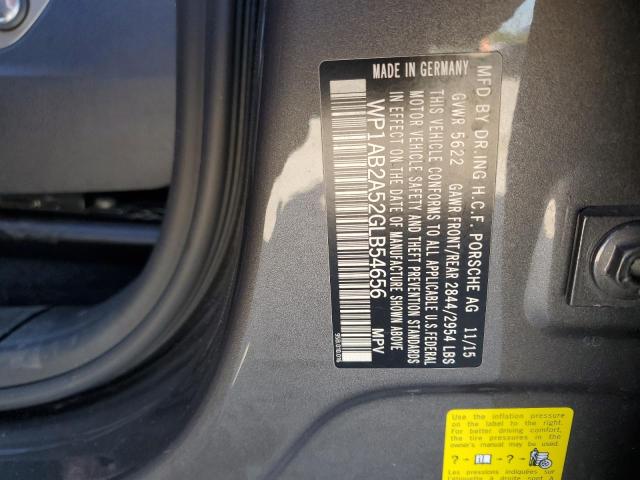 MFD BY DR.ING H.C.F. PORSCHE AG 11/15
GVWR 5622 GAWR FRONT/REAR 2844/2954 LBS
THIS VEHICLE CONFORMS TO ALL APPLICABLE U.S.FEDERAL
MOTOR VEHICLE SAFETY AND THEFT PREVENTION STANDARDS
IN EFFECT ON THE DATE OF MANUFACTURE SHOWN ABOVE
WP1AB2A52GLB54656 MPV
MADE IN GERMANY
Use the inflation pressure
on the label to the right.
For better driving comfort,
the tire pressures in the
owner's manual may be used.
? → → ? →
Les pressions indiquées sur